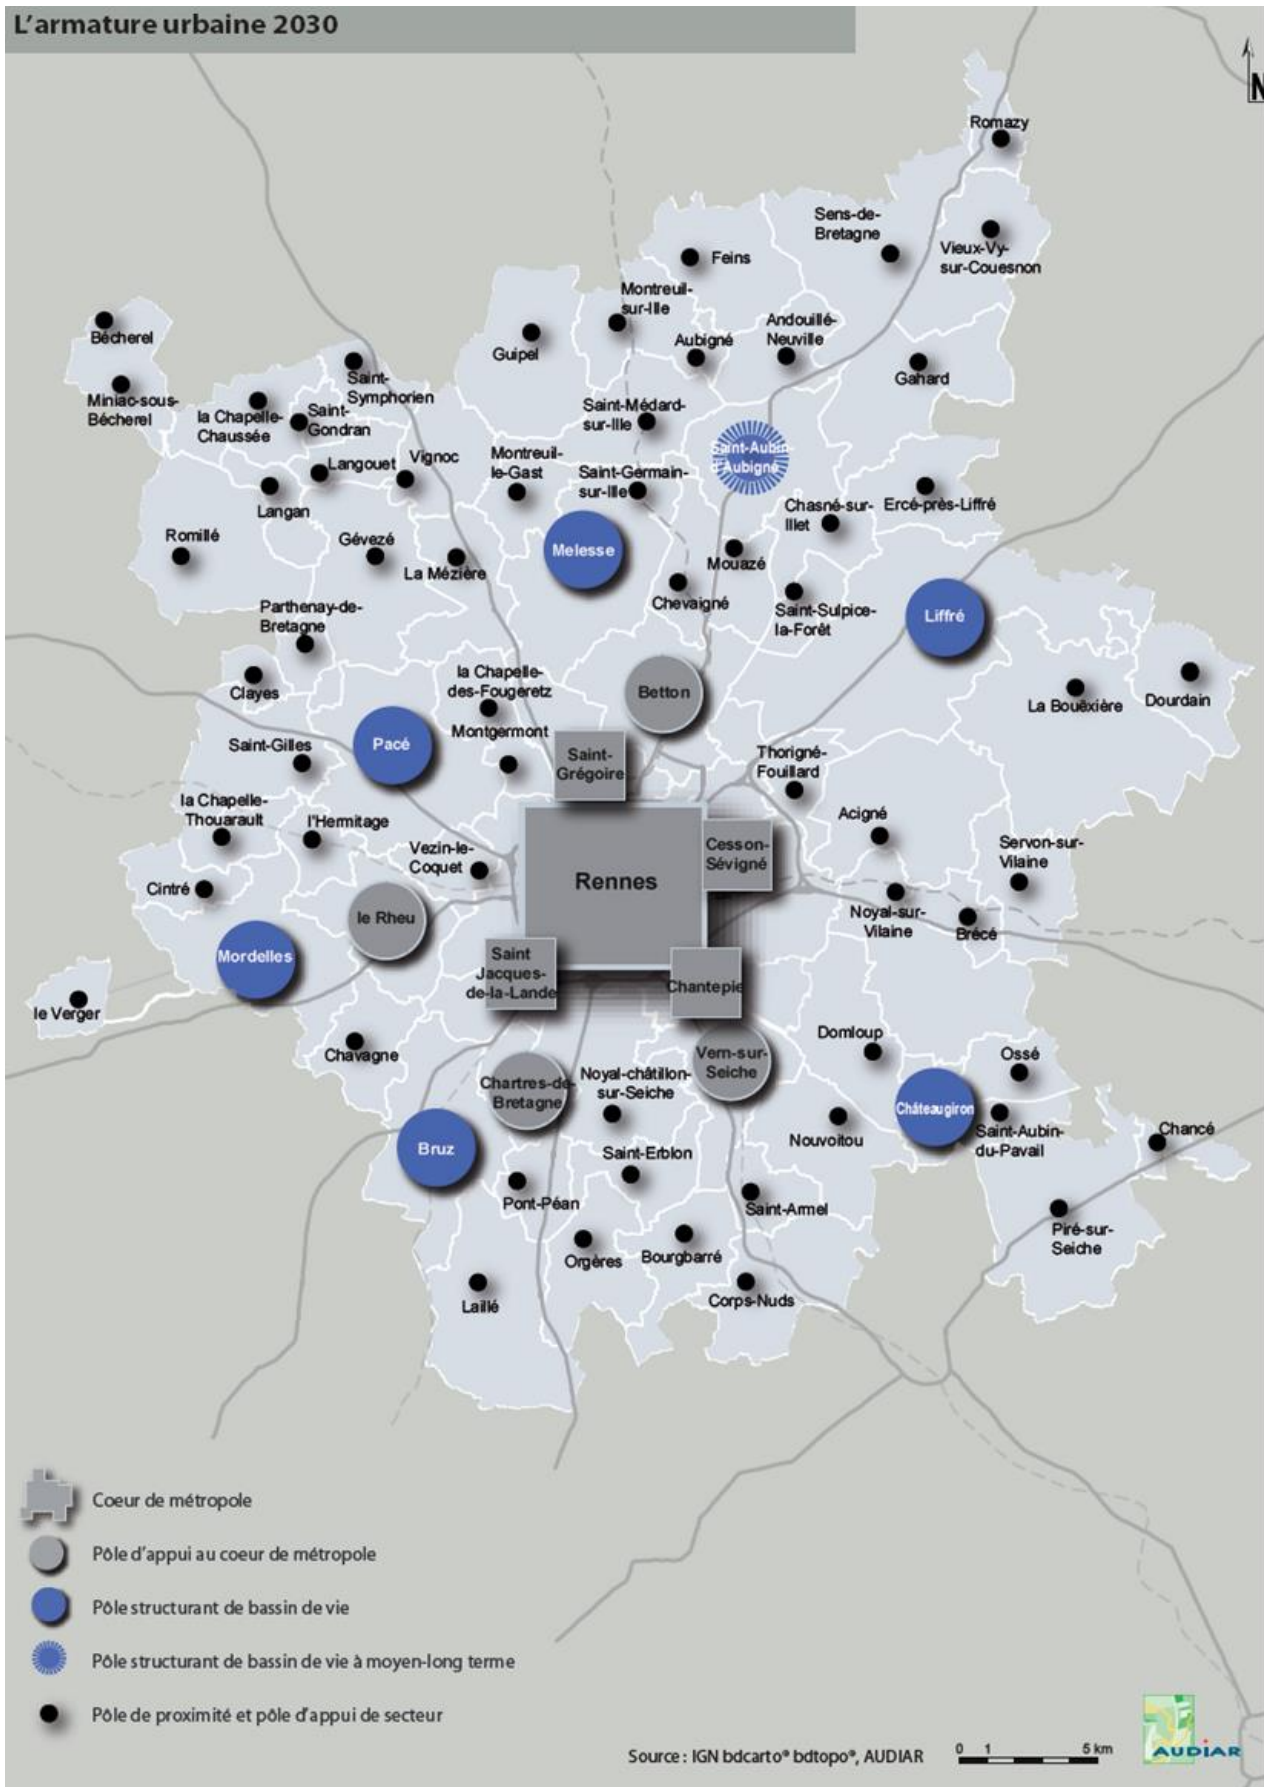 L'armature urbaine 2030
N
Romazy
Sens-de-
Bretagne
Vieux-Vy-
sur-Couesnon
Feins
Montreuil-
sur-Ille
Bécherel
Guipel
Aubigné
Andouillé-
Neuville
Gahard
Miniac-sous-
Bécherel
la Chapelle-
Chaussée
Saint-
Symphorien
Saint-
Gondran
Saint-Médard-
sur-Ille
Saint-Aubin-
d'Aubigné
Langouet
Vignoc
Montreuil-
le-Gast
Saint-Germain-
sur-Ille
Langan
Chasné-sur-
Illet
Ercé-près-Liffré
Romillé
Gévezé
La Mézière
Melesse
Mouazé
Chevaigné
Saint-Sulpice-
la-Forêt
Liffré
Parthenay-de-
Bretagne
Clayes
la Chapelle-
des-Fougeretz
Betton
La Bouëxière
Dourdain
Montgermont
Pacé
Saint-Gilles
Saint-
Grégoire
Thorigné-
Fouillard
la Chapelle-
Thouarault
l'Hermitage
Vezin-le-
Coquet
Cesson-
Sévigné
Acigné
Servon-sur-
Vilaine
Cintré
Rennes
le Rheu
Noyal-sur-
Vilaine
Brécé
Mordelles
Saint
Jacques-
de-la-Lande
Chantepie
le Verger
Chavagne
Domloup
Ossé
Vern-sur-
Seiche
Chartres-de-
Bretagne
Noyal-châtillon-
sur-Seiche
Châteaugiron
Nouvoitou
Saint-Aubin-
du-Pavail
Chancé
Bruz
Saint-Erblon
Pont-Péan
Saint-Armel
Piré-sur-
Seiche
Orgères
Bourgbarré
Laillé
Corps-Nuds
Coeur de métropole
Pôle d'appui au coeur de métropole
Pôle structurant de bassin de vie
Pôle structurant de bassin de vie à moyen-long terme
Pôle de proximité et pôle d'appui de secteur
Source : IGN bdcarto® bdtopo®, AUDIAR
0 1 5 km
AUDIAR